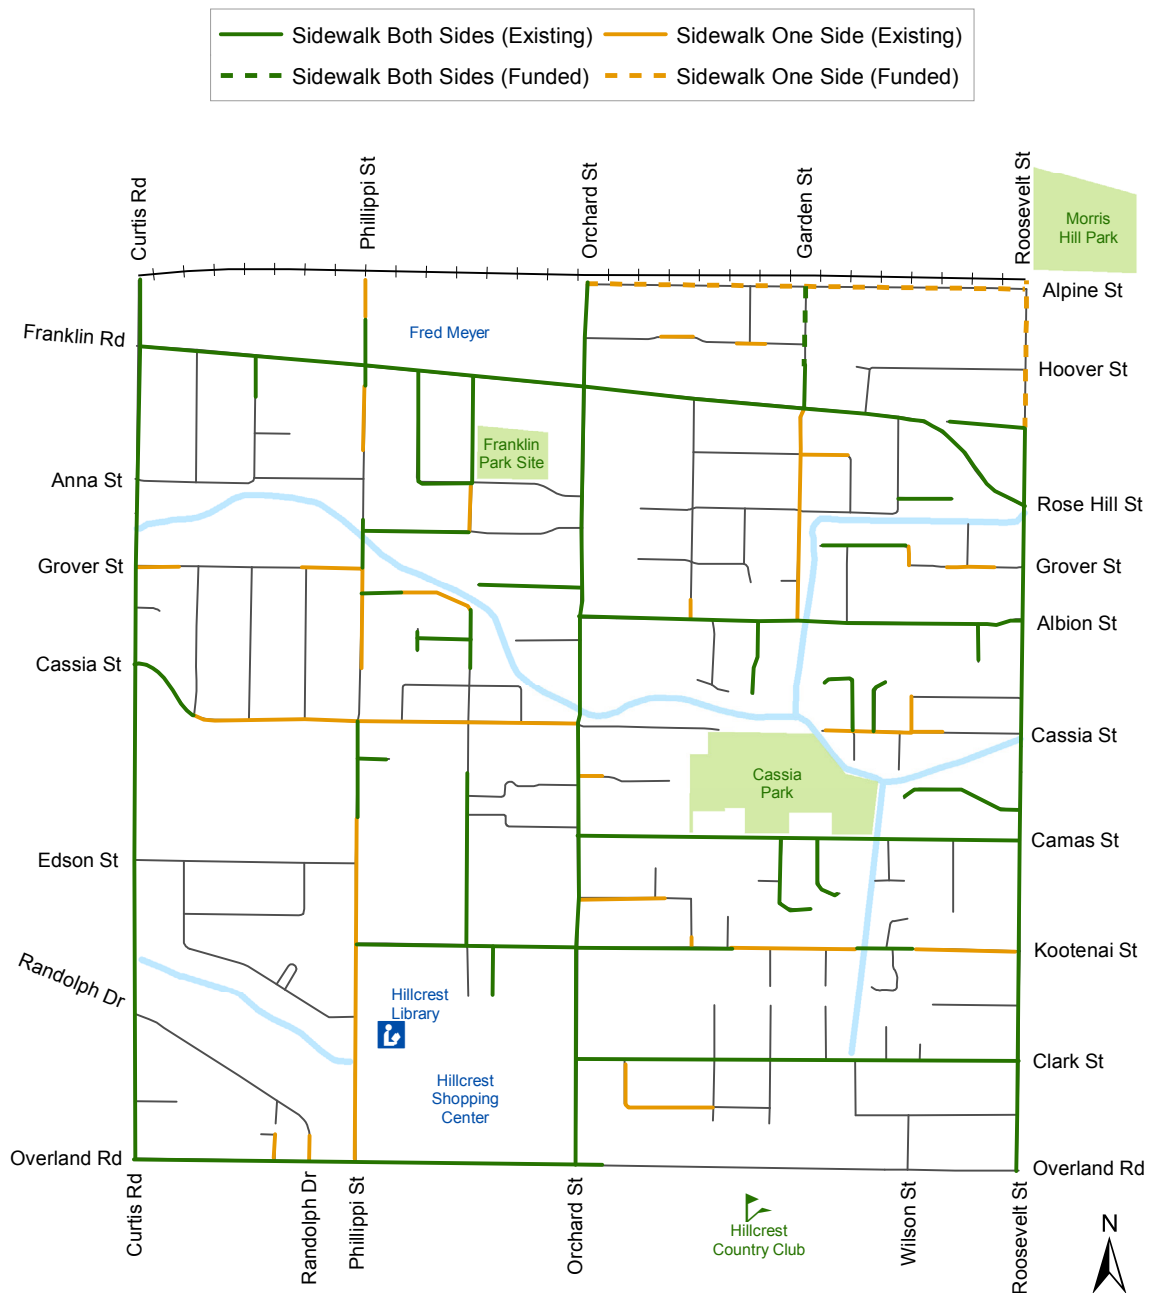 Sidewalk Both Sides (Existing)
Sidewalk One Side (Existing)
Sidewalk Both Sides (Funded)
Sidewalk One Side (Funded)
Curtis Rd
Phillippi St
Orchard St
Garden St
Roosevelt St
Morris
Hill Park
Alpine St
Franklin Rd
Fred Meyer
Hoover St
Franklin
Park Site
Anna St
Rose Hill St
Grover St
Grover St
Albion St
Cassia St
Cassia St
Cassia
Park
Camas St
Edson St
Kootenai St
Randolph Dr
Hillcrest
Library
Clark St
Hillcrest
Shopping
Center
Overland Rd
Overland Rd
Curtis Rd
Randolph Dr
Phillippi St
Orchard St
Hillcrest
Country Club
Wilson St
Roosevelt St
N